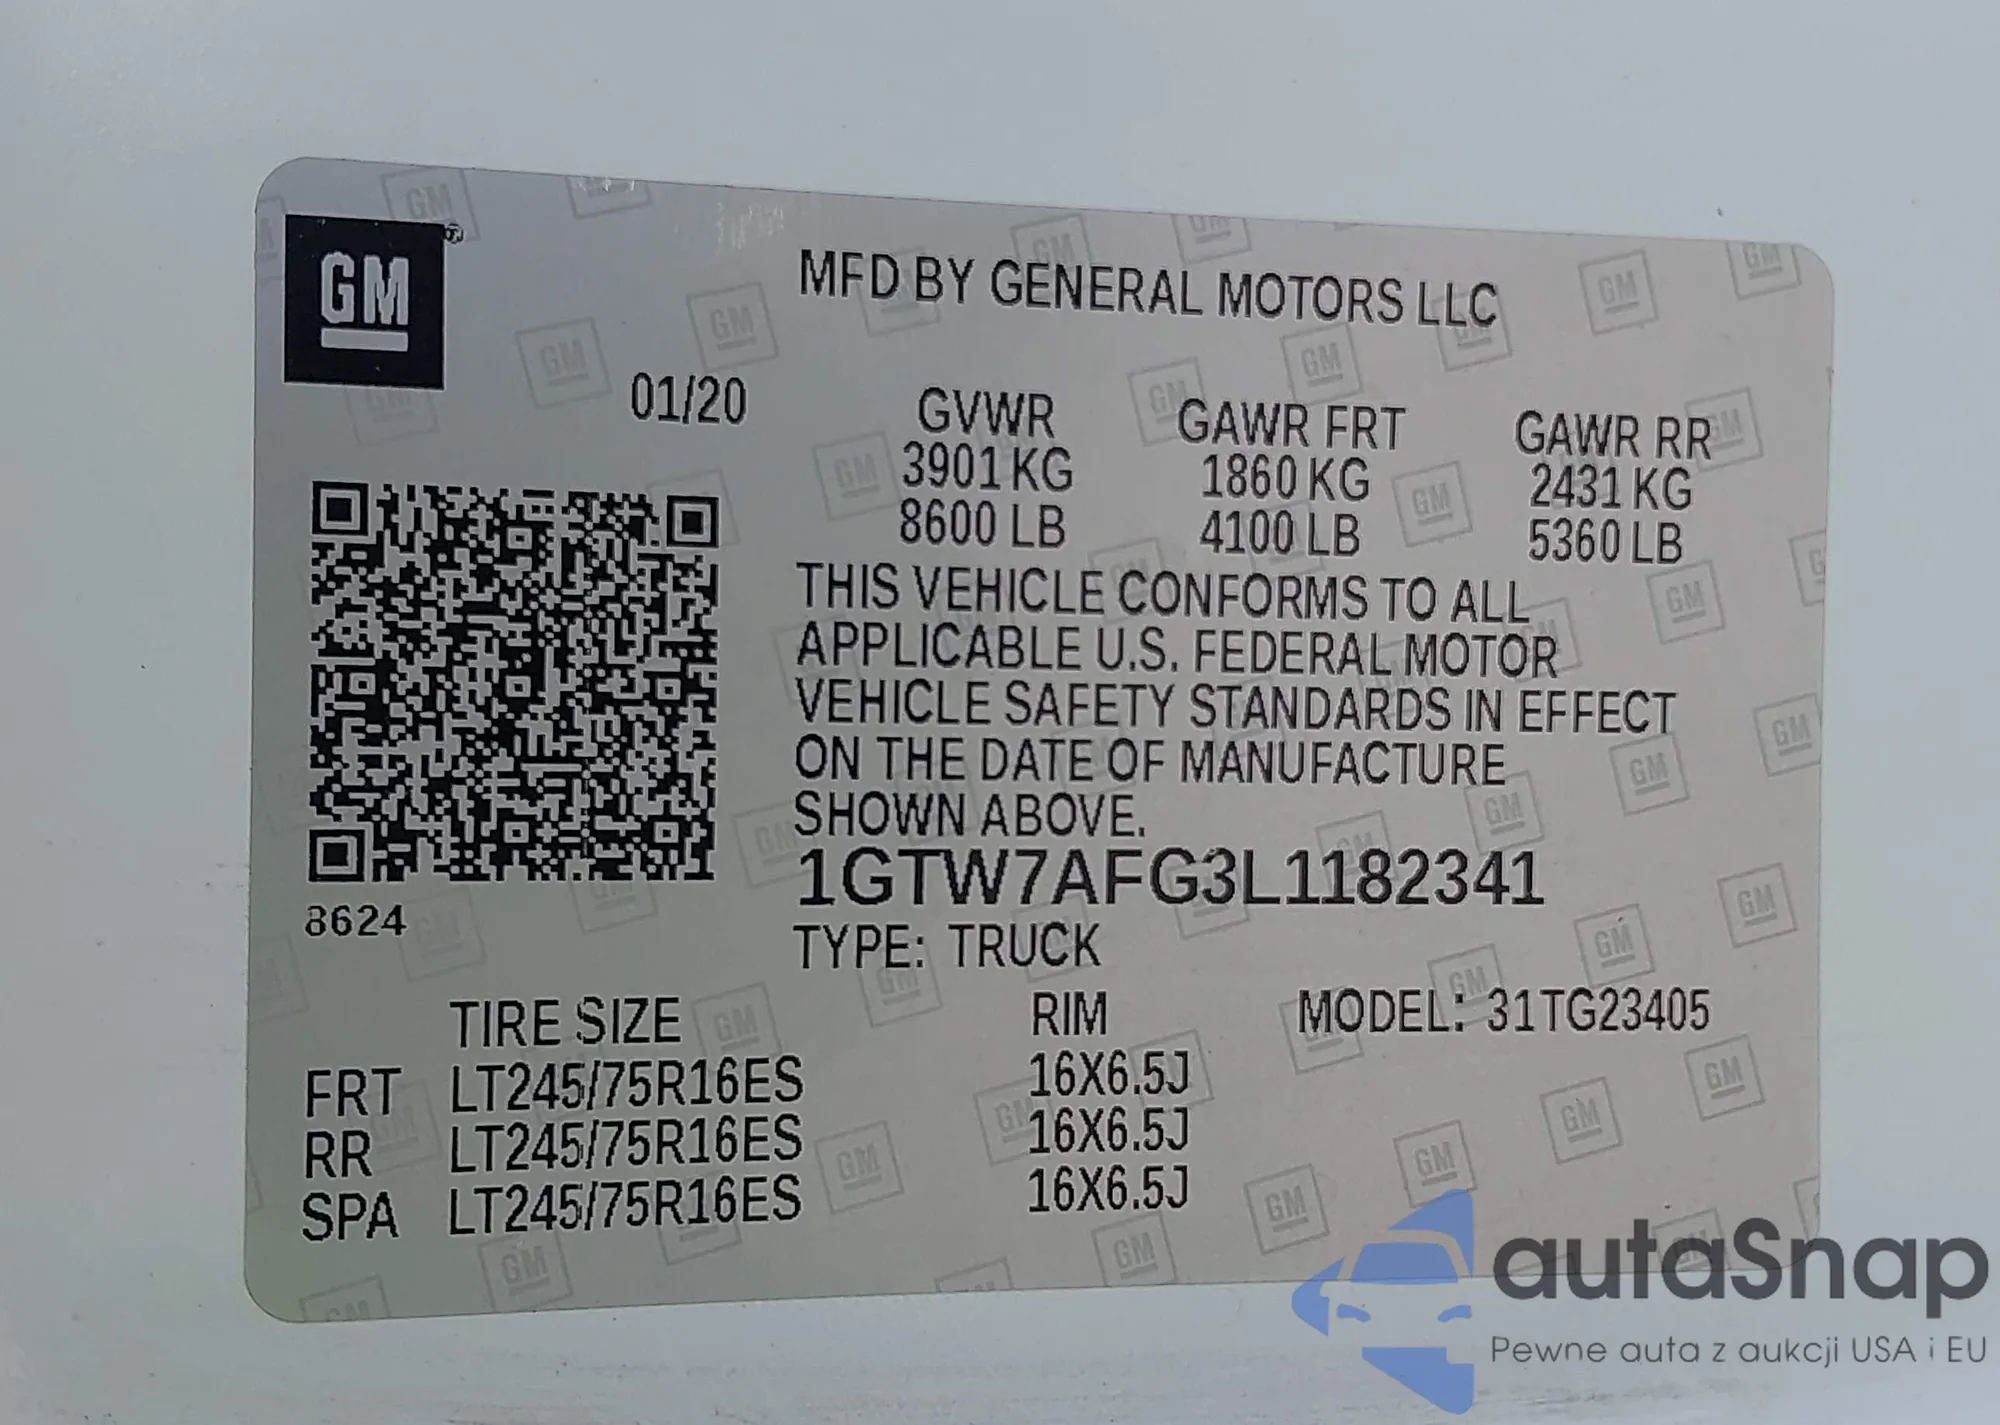 GM
MFD BY GENERAL MOTORS LLC
01/20
GVWR GAWR FRT GAWR RR
3901 KG 1860 KG 2431 KG
8600 LB 4100 LB 5360 LB
THIS VEHICLE CONFORMS TO ALL
APPLICABLE U.S. FEDERAL MOTOR
VEHICLE SAFETY STANDARDS IN EFFECT
ON THE DATE OF MANUFACTURE
SHOWN ABOVE.
1GTW7AFG3L1182341
8624
TYPE: TRUCK
TIRE SIZE RIM MODEL: 31TG23405
FRT LT245/75R16ES 16X6.5J
RR LT245/75R16ES 16X6.5J
SPA LT245/75R16ES 16X6.5J
autaSnap
Pewne auta z aukcji USA i EU